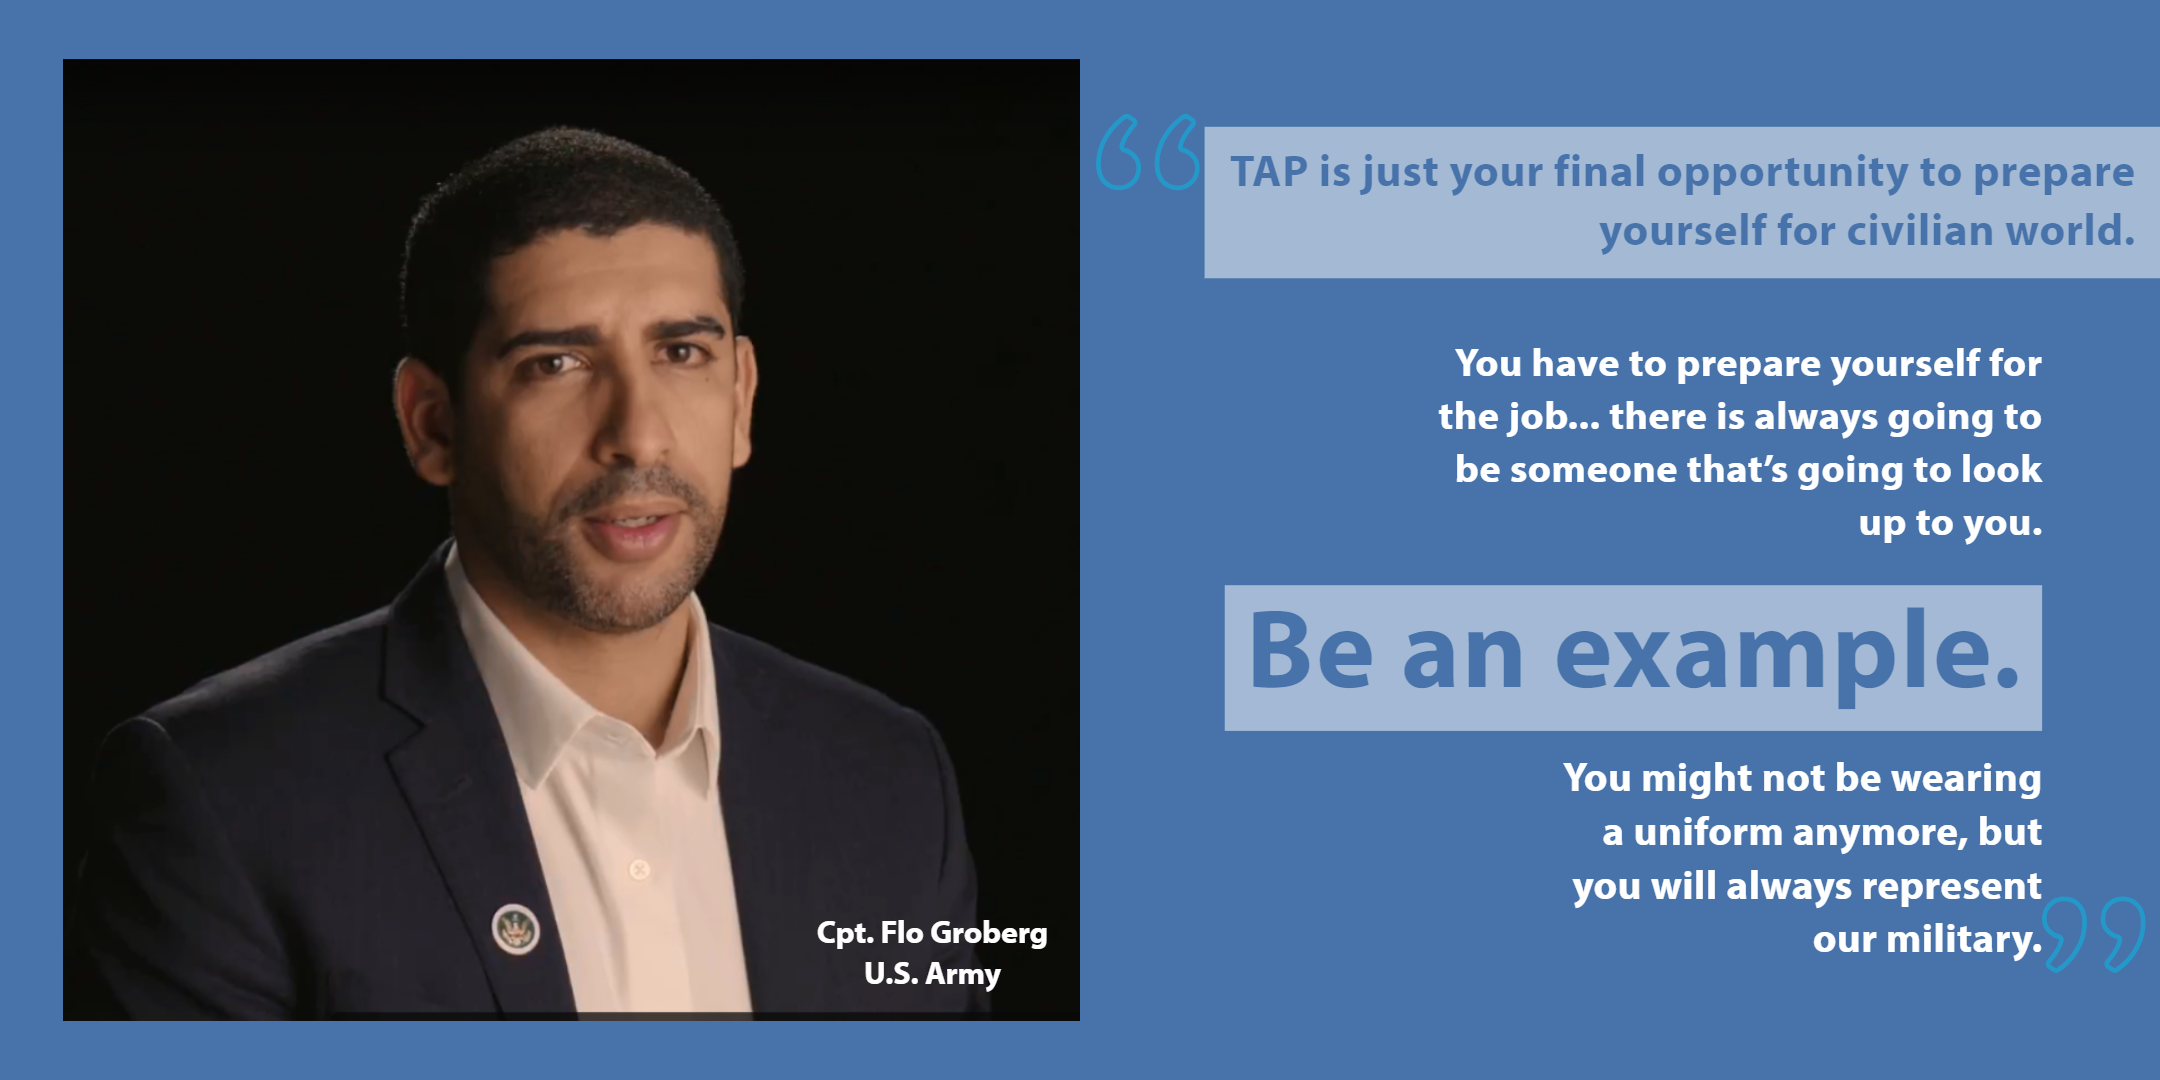 Cpt. Flo Groberg
U.S. Army
“TAP is just your final opportunity to prepare
yourself for civilian world.
You have to prepare yourself for
the job... there is always going to
be someone that’s going to look
up to you.
Be an example.
You might not be wearing
a uniform anymore, but
you will always represent
our military.”